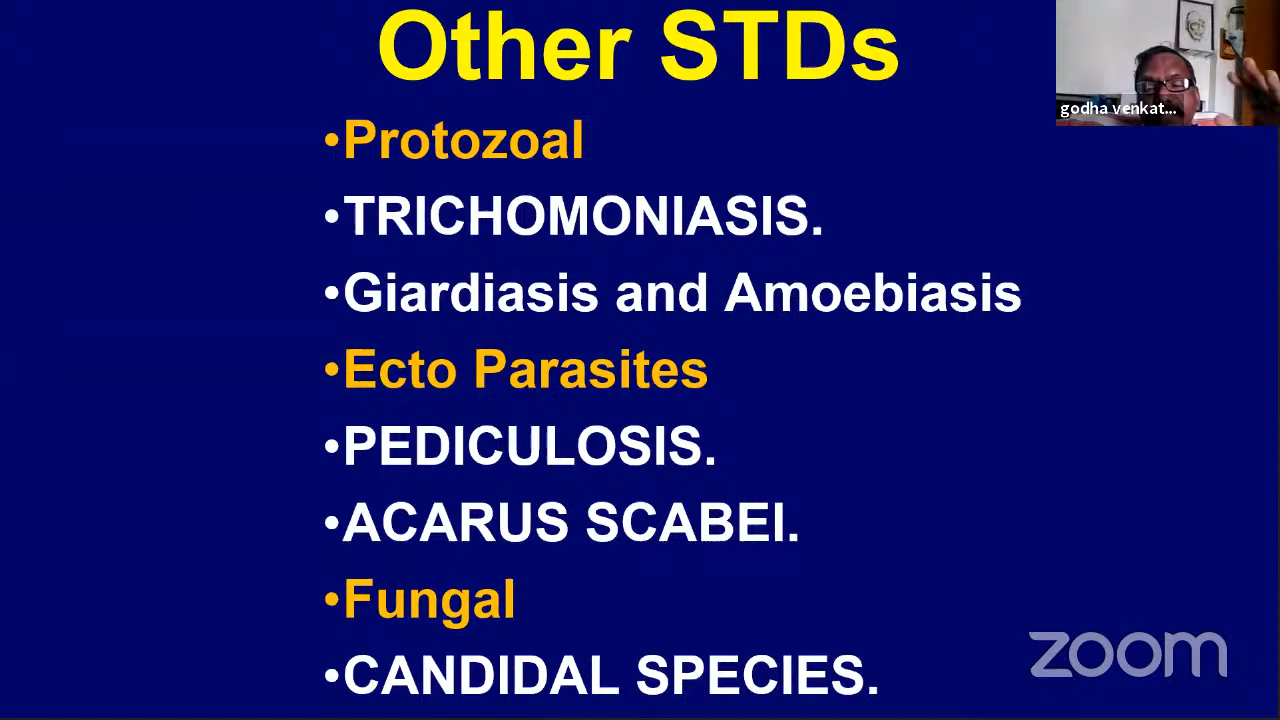 Other STDs
godha venkat...
•Protozoal
•TRICHOMONIASIS.
•Giardiasis and Amoebiasis
•Ecto Parasites
•PEDICULOSIS.
•ACARUS SCABEI.
•Fungal
•CANDIDAL SPECIES.
zoom